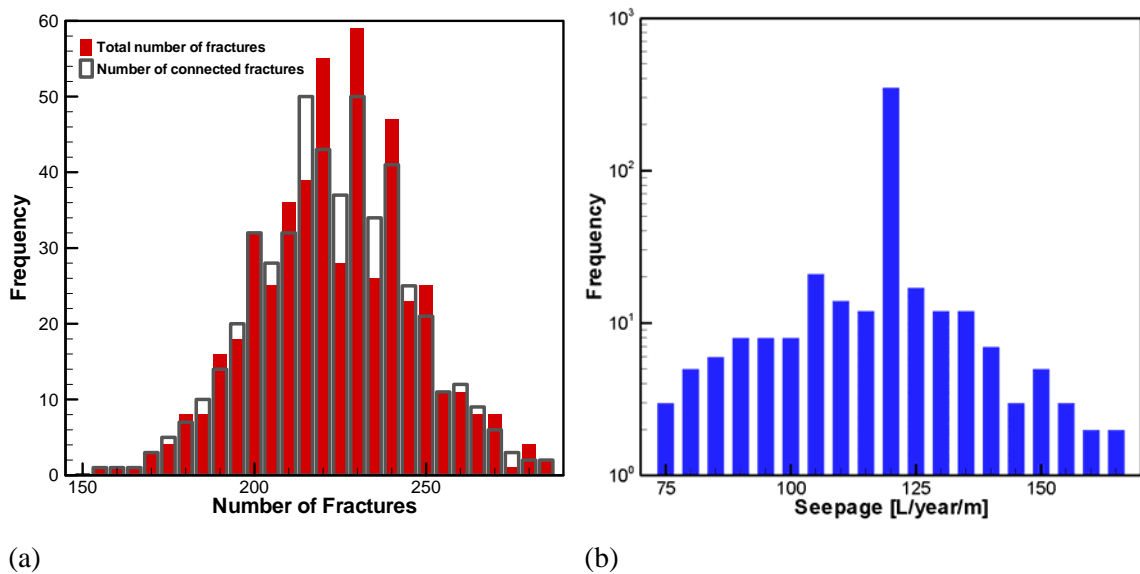 60
50
40
30
20
10
0
Frequency
Total number of fractures
Number of connected fractures
150
200
250
Number of Fractures
(a)
10³
10²
10¹
10⁰
Frequency
75
100
125
150
Seepage [L/year/m]
(b)